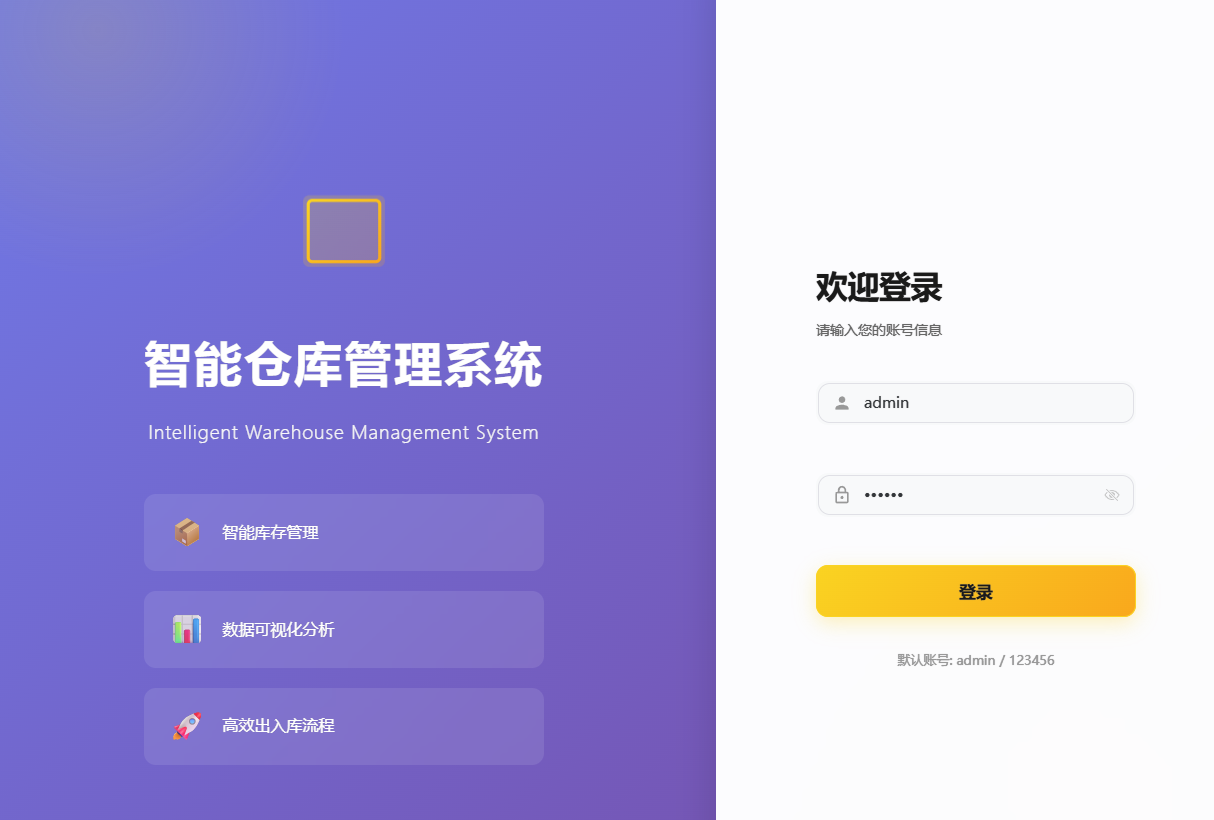 智能仓库管理系统
Intelligent Warehouse Management System
智能库存管理
数据可视化分析
高效出入库流程
欢迎登录
请输入您的账号信息
admin
••••••
登录
默认账号: admin / 123456